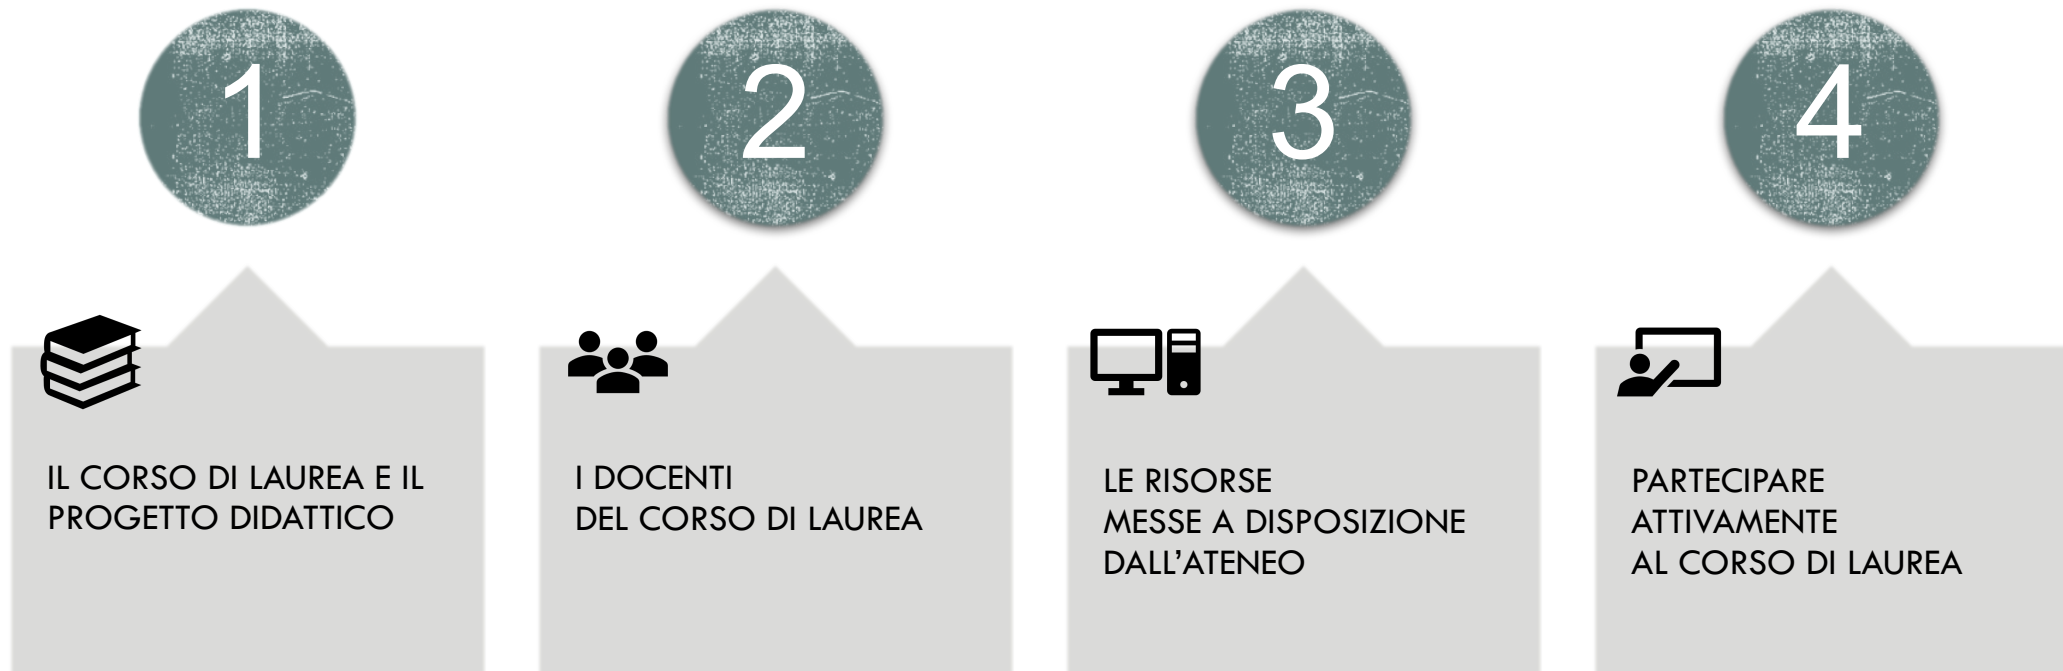 1
IL CORSO DI LAUREA E IL
PROGETTO DIDATTICO
2
I DOCENTI
DEL CORSO DI LAUREA
3
LE RISORSE
MESSE A DISPOSIZIONE
DALL’ATENEO
4
PARTECIPARE
ATTIVAMENTE
AL CORSO DI LAUREA